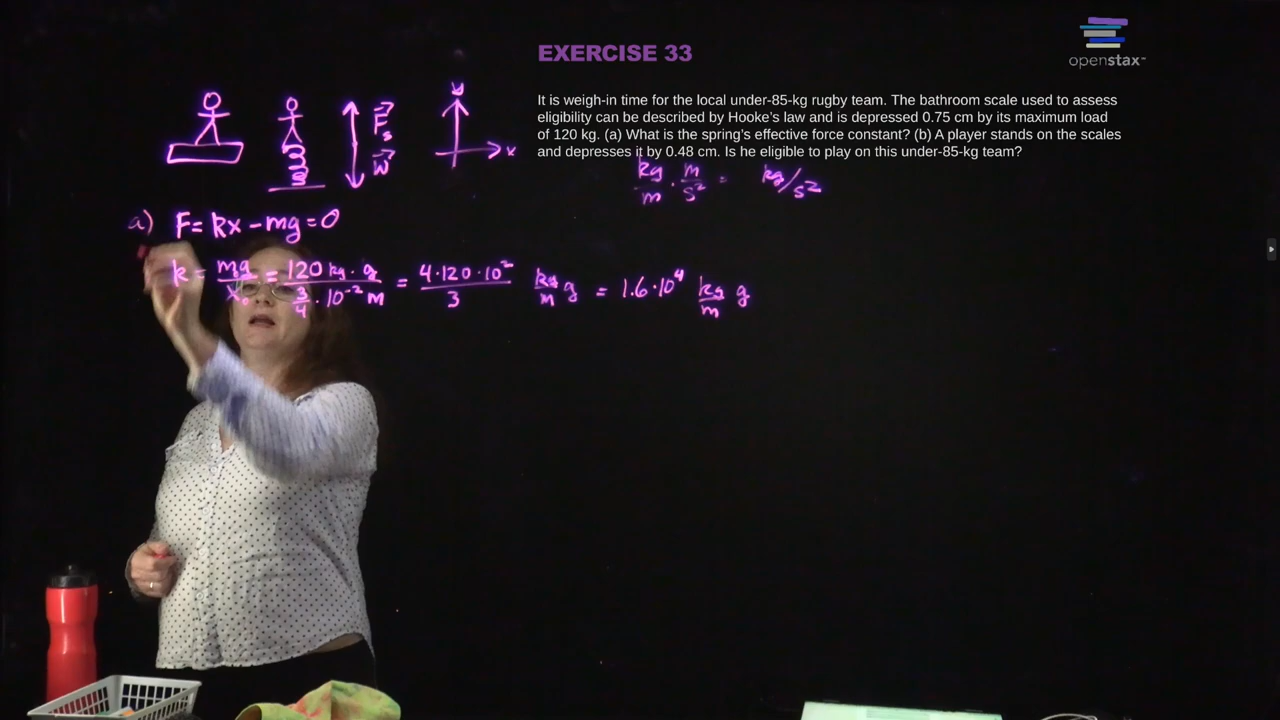 EXERCISE 33
openstax™
It is weigh-in time for the local under-85-kg rugby team. The bathroom scale used to assess
eligibility can be described by Hooke's law and is depressed 0.75 cm by its maximum load
of 120 kg. (a) What is the spring's effective force constant? (b) A player stands on the scales
and depresses it by 0.48 cm. Is he eligible to play on this under-85-kg team?
F⃗s
w⃗
y
x
kg/m · m/s² = kg/s²
a) F = kx - mg = 0
k = mg/x₀ = 120 kg · g / (3/4 · 10⁻² m) = 4·120·10² / 3 kg/m g = 1.6·10⁴ kg/m g